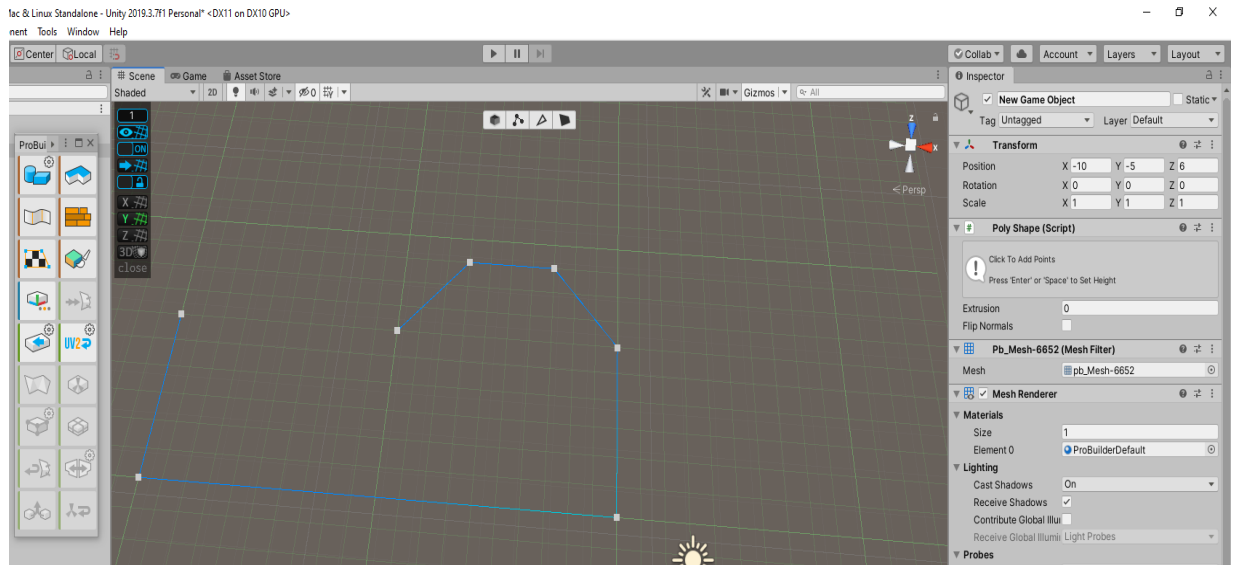 Mac & Linux Standalone - Unity 2019.3.7f1 Personal* <DX11 on DX10 GPU>
nent Tools Window Help
Center Local
Collab Account Layers Layout
Scene Game Asset Store
Inspector
Shaded 2D 0 Gizmos All
1
ON
X
Y
Z
3D
close
ProBui
UV2
z
x
Persp
New Game Object Static
Tag Untagged Layer Default
Transform
Position X -10 Y -5 Z 6
Rotation X 0 Y 0 Z 0
Scale X 1 Y 1 Z 1
# Poly Shape (Script)
Click To Add Points
Press 'Enter' or 'Space' to Set Height
Extrusion 0
Flip Normals
Pb_Mesh-6652 (Mesh Filter)
Mesh pb_Mesh-6652
Mesh Renderer
Materials
Size 1
Element 0 ProBuilderDefault
Lighting
Cast Shadows On
Receive Shadows
Contribute Global Illui
Receive Global Illumi Light Probes
Probes